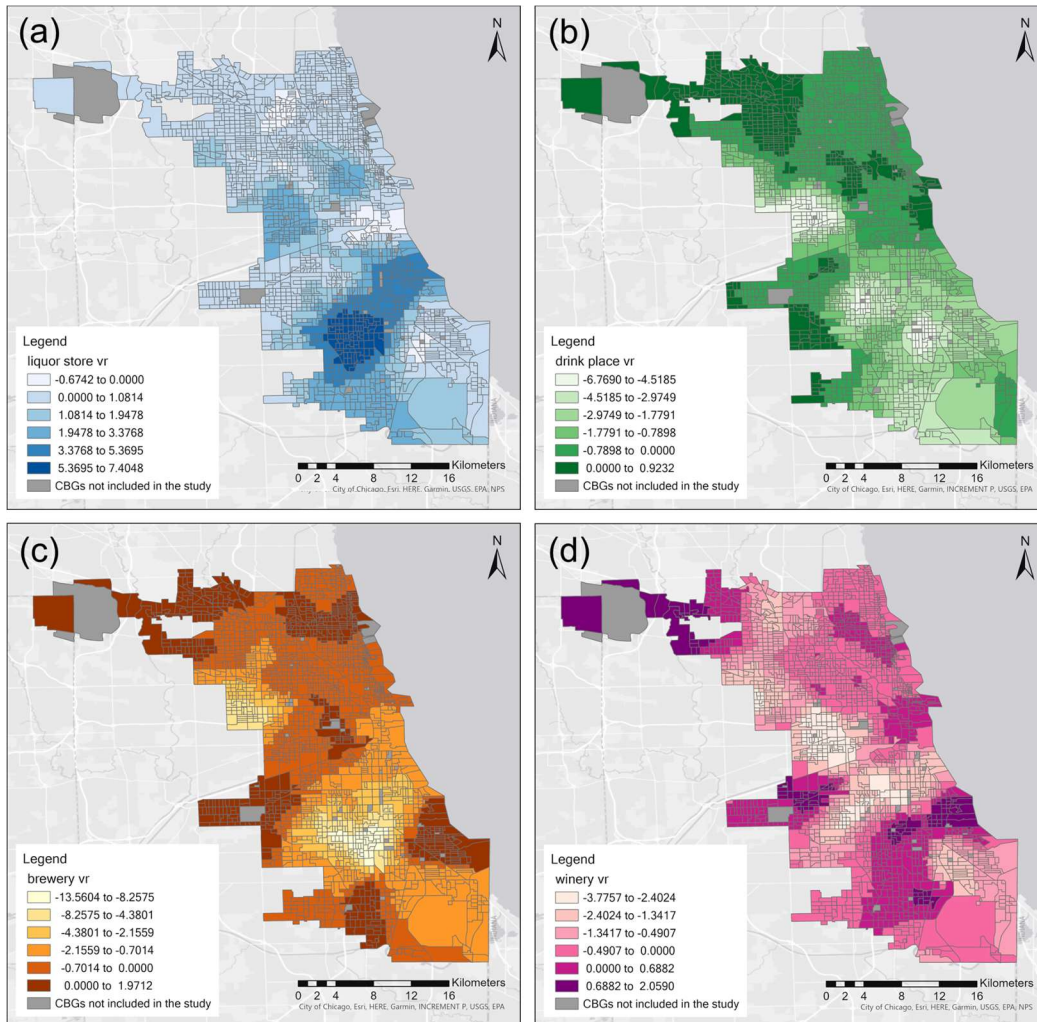 (a)
N
Legend
liquor store vr
-0.6742 to 0.0000
0.0000 to 1.0814
1.0814 to 1.9478
1.9478 to 3.3768
3.3768 to 5.3695
5.3695 to 7.4048
CBGs not included in the study
Kilometers
0 2 4 8 12 16
City of Chicago, Esri, HERE, Garmin, USGS, EPA, NPS
(b)
N
Legend
drink place vr
-6.7690 to -4.5185
-4.5185 to -2.9749
-2.9749 to -1.7791
-1.7791 to -0.7898
-0.7898 to 0.0000
0.0000 to 0.9232
CBGs not included in the study
Kilometers
0 2 4 8 12 16
City of Chicago, Esri, HERE, Garmin, INCREMENT P, USGS, EPA
(c)
N
Legend
brewery vr
-13.5604 to -8.2575
-8.2575 to -4.3801
-4.3801 to -2.1559
-2.1559 to -0.7014
-0.7014 to 0.0000
0.0000 to 1.9712
CBGs not included in the study
Kilometers
0 2 4 8 12 16
City of Chicago, Esri, HERE, Garmin, INCREMENT P, USGS, EPA
(d)
N
Legend
winery vr
-3.7757 to -2.4024
-2.4024 to -1.3417
-1.3417 to -0.4907
-0.4907 to 0.0000
0.0000 to 0.6882
0.6882 to 2.0590
CBGs not included in the study
Kilometers
0 2 4 8 12 16
City of Chicago, Esri, HERE, Garmin, INCREMENT P, USGS, EPA, NPS